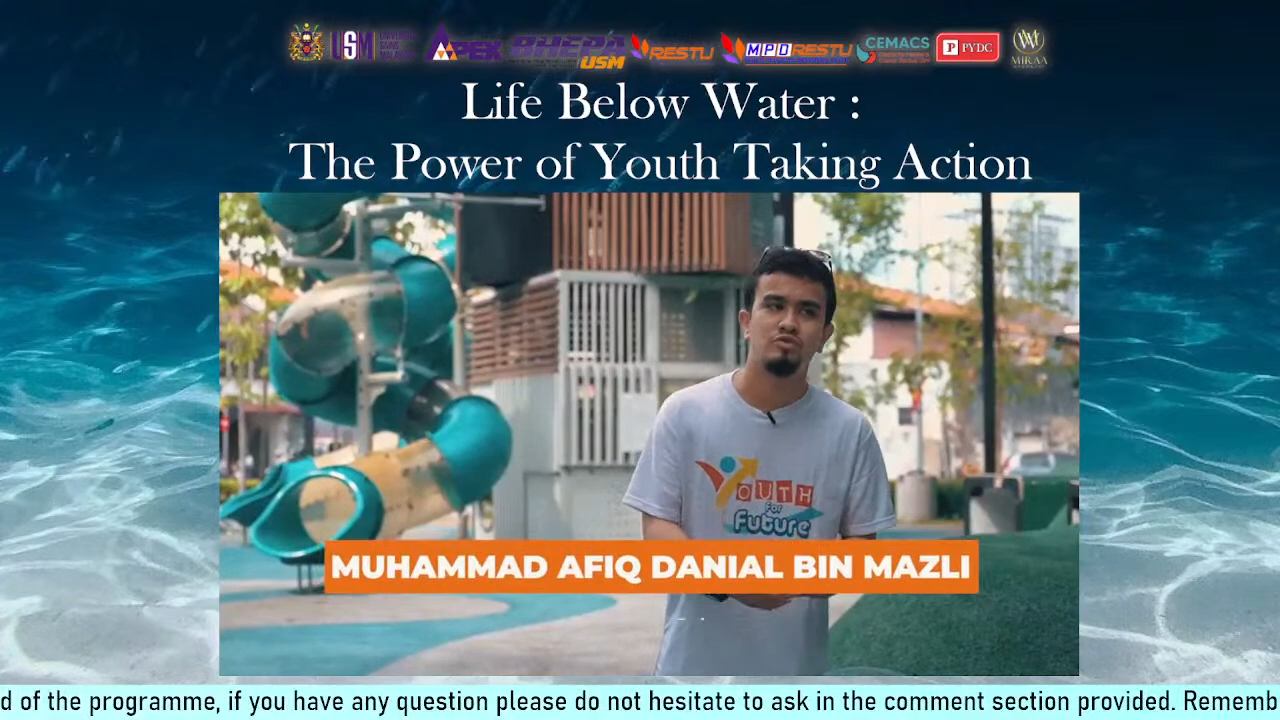 USM
APEX
BHEPA
USM
RESTU
MPD RESTU
CEMACS
P PYDC
MIRAA
Life Below Water :
The Power of Youth Taking Action
YOUTH
for
Future
MUHAMMAD AFIQ DANIAL BIN MAZLI
d of the programme, if you have any question please do not hesitate to ask in the comment section provided. Rememb